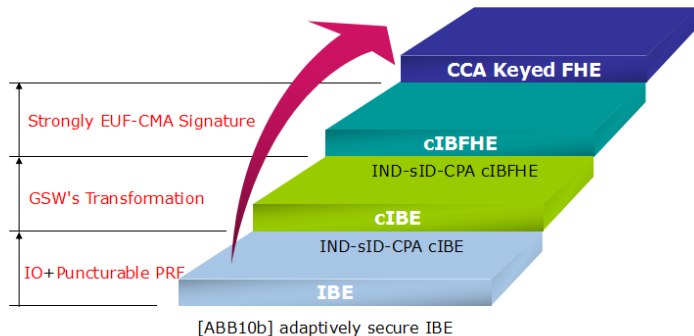 CCA Keyed FHE
Strongly EUF-CMA Signature
cIBFHE
IND-sID-CPA cIBFHE
GSW's Transformation
cIBE
IND-sID-CPA cIBE
IO+Puncturable PRF
IBE
[ABB10b] adaptively secure IBE